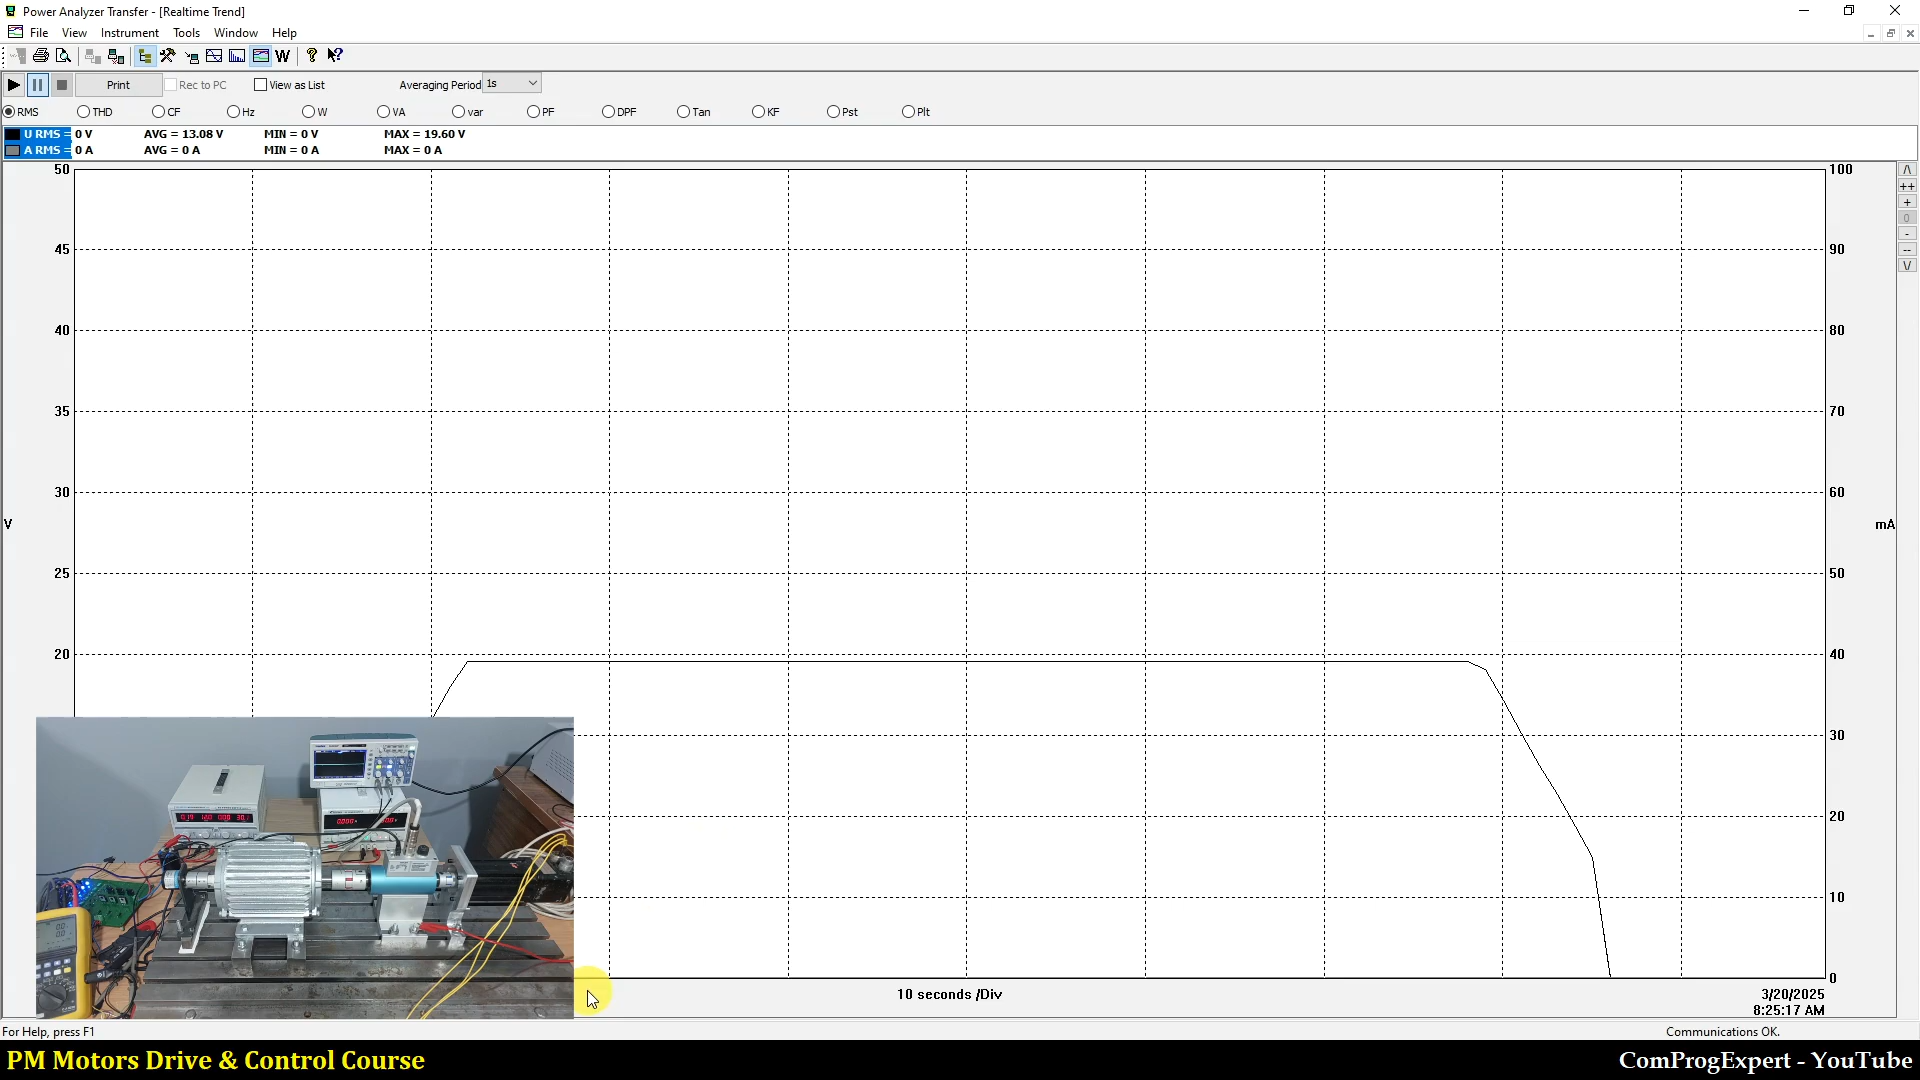 Power Analyzer Transfer - [Realtime Trend]
File View Instrument Tools Window Help
W ? ?
Print Rec to PC View as List Averaging Period 1s
RMS THD CF Hz W VA var PF DPF Tan KF Pst Plt
U RMS = 0 V AVG = 13.08 V MIN = 0 V MAX = 19.60 V
A RMS = 0 A AVG = 0 A MIN = 0 A MAX = 0 A
50 100 /\
++
+
0
-
45 90 --
\/
40 80
35 70
30 60
V mA
25 50
20 40
30
20
10
0
10 seconds /Div 3/20/2025
8:25:17 AM
For Help, press F1 Communications OK.
PM Motors Drive & Control Course ComProgExpert - YouTube